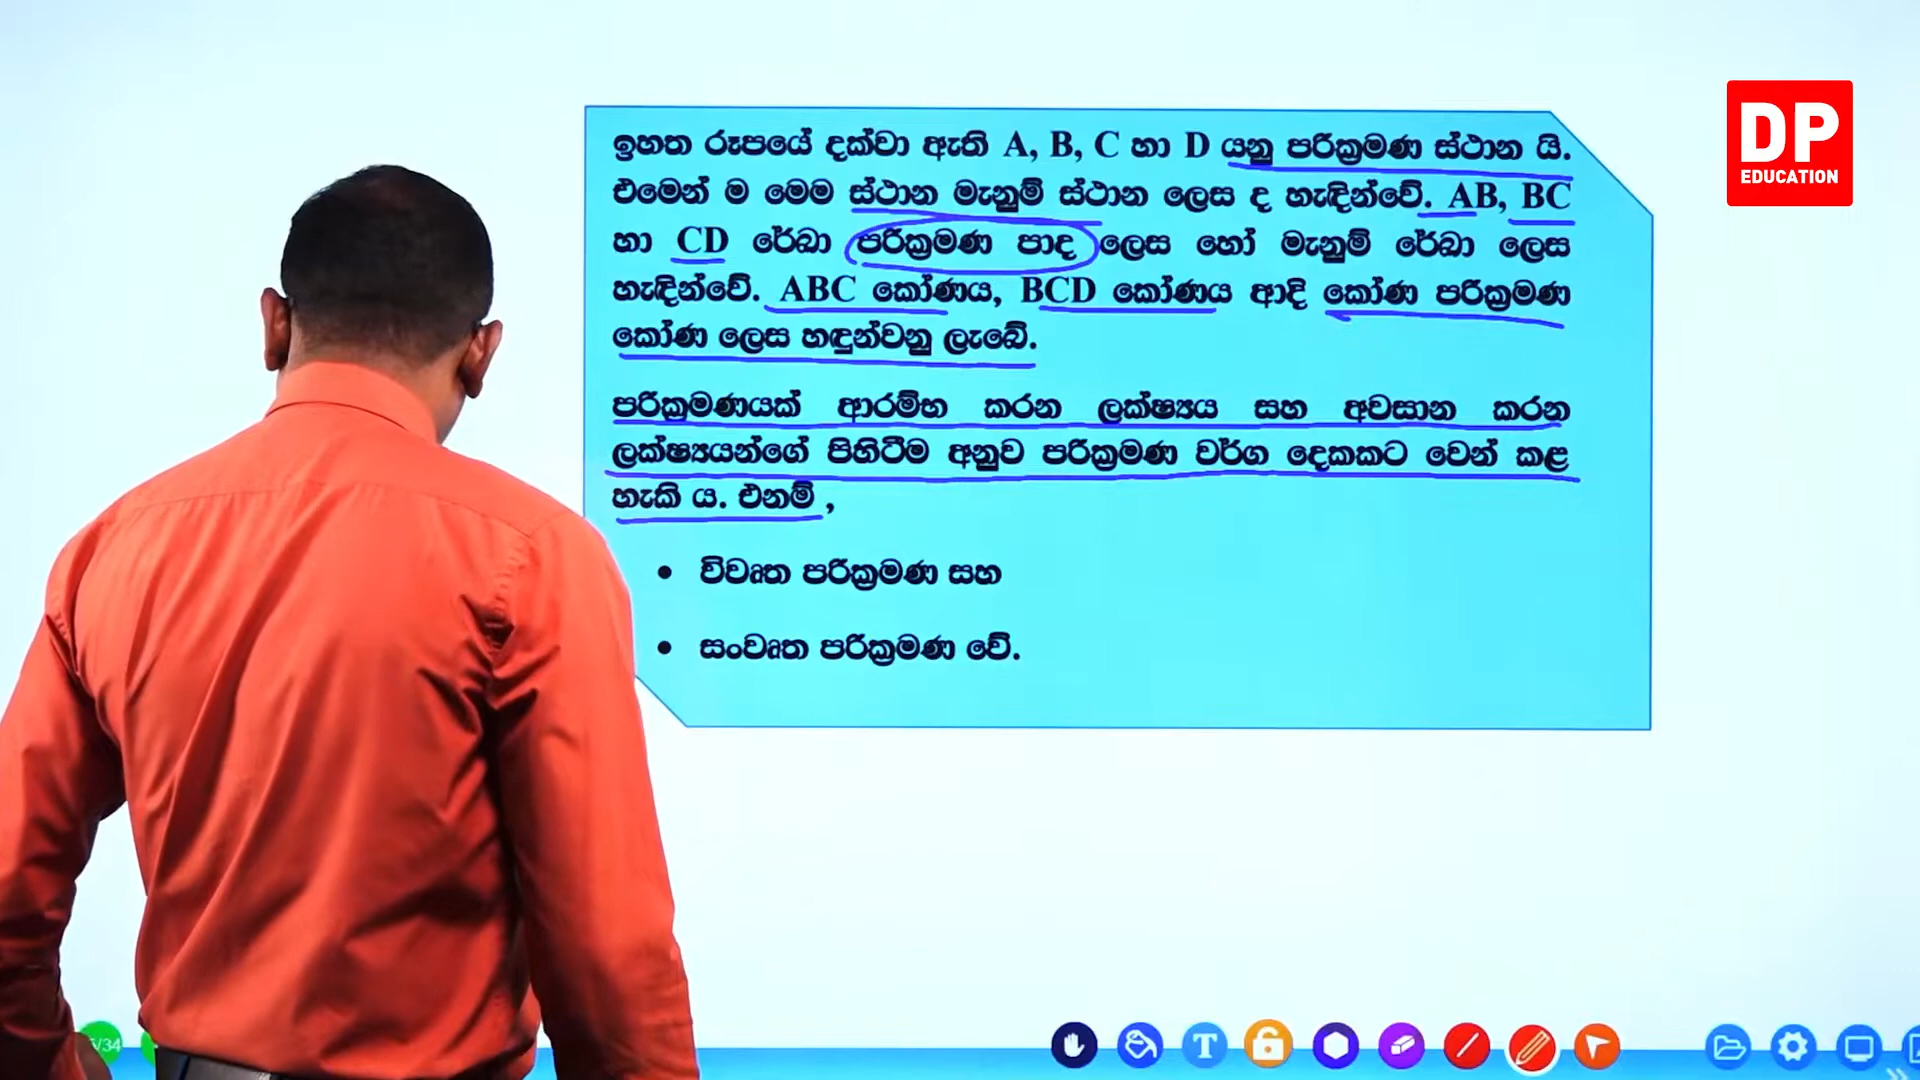 ඉහත රූපයේ දක්වා ඇති A, B, C හා D යනු පරික්‍රමණ ස්ථාන යි.
එමෙන් ම මෙම ස්ථාන මැනුම් ස්ථාන ලෙස ද හැඳින්වේ. AB, BC
හා CD රේඛා පරික්‍රමණ පාද ලෙස හෝ මැනුම් රේඛා ලෙස
හැඳින්වේ. ABC කෝණය, BCD කෝණය ආදි කෝණ පරික්‍රමණ
කෝණ ලෙස හඳුන්වනු ලැබේ.
පරික්‍රමණයක් ආරම්භ කරන ලක්ෂ්‍යය සහ අවසාන කරන
ලක්ෂ්‍යයන්ගේ පිහිටීම අනුව පරික්‍රමණ වර්ග දෙකකට වෙන් කළ
හැකි ය. එනම් ,
• විවෘත පරික්‍රමණ සහ
• සංවෘත පරික්‍රමණ වේ.
DP
EDUCATION
/34
T